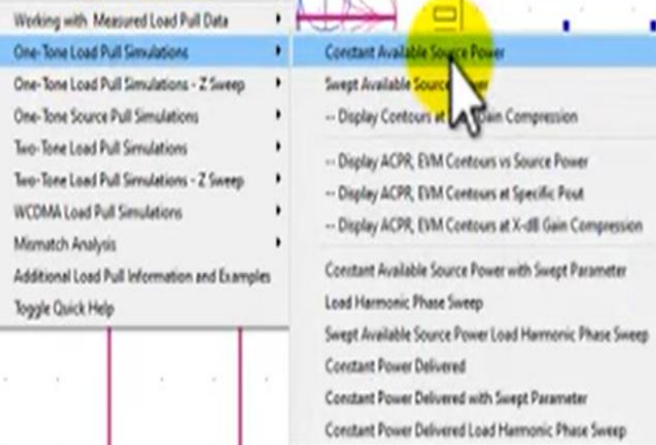 Working with Measured Load Pull Data
One-Tone Load Pull Simulations
One-Tone Load Pull Simulations - Z Sweep
One-Tone Source Pull Simulations
Two-Tone Load Pull Simulations
Two-Tone Load Pull Simulations - Z Sweep
WCDMA Load Pull Simulations
Mismatch Analysis
Additional Load Pull Information and Examples
Toggle Quick Help
Constant Available Source Power
Swept Available Source
-- Display Contours at Gain Compression
-- Display ACPR, EVM Contours vs Source Power
-- Display ACPR, EVM Contours at Specific Pout
-- Display ACPR, EVM Contours at X-dB Gain Compression
Constant Available Source Power with Swept Parameter
Load Harmonic Phase Sweep
Swept Available Source Power Load Harmonic Phase Sweep
Constant Power Delivered
Constant Power Delivered with Swept Parameter
Constant Power Delivered Load Harmonic Phase Sweep